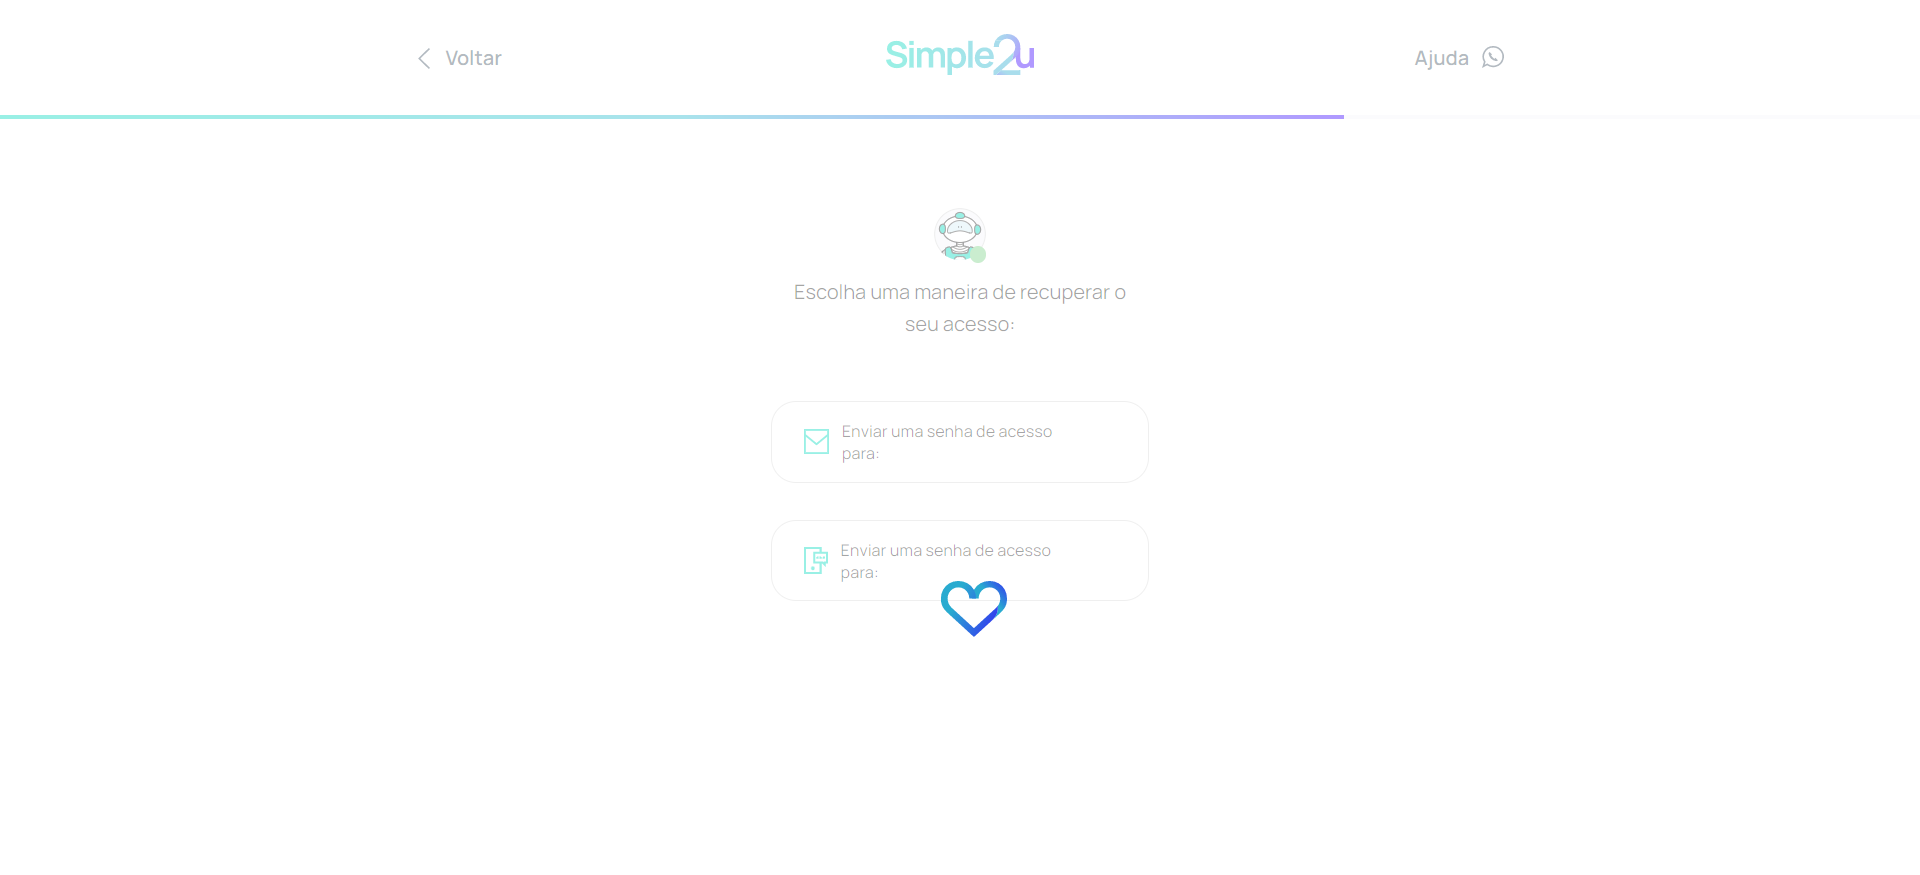 Voltar
Simple2u
Ajuda
Escolha uma maneira de recuperar o
seu acesso:
Enviar uma senha de acesso
para:
Enviar uma senha de acesso
para: